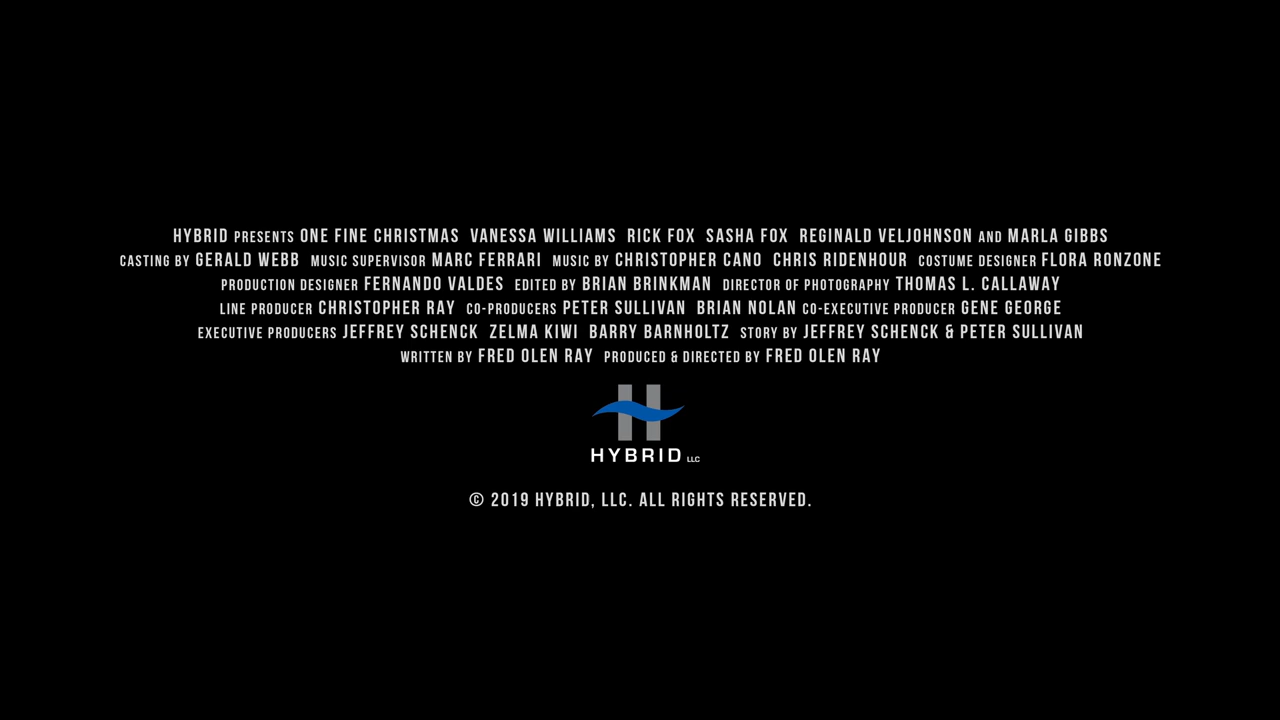 HYBRID PRESENTS ONE FINE CHRISTMAS VANESSA WILLIAMS RICK FOX SASHA FOX REGINALD VELJOHNSON AND MARLA GIBBS
CASTING BY GERALD WEBB MUSIC SUPERVISOR MARC FERRARI MUSIC BY CHRISTOPHER CANO CHRIS RIDENHOUR COSTUME DESIGNER FLORA RONZONE
PRODUCTION DESIGNER FERNANDO VALDES EDITED BY BRIAN BRINKMAN DIRECTOR OF PHOTOGRAPHY THOMAS L. CALLAWAY
LINE PRODUCER CHRISTOPHER RAY CO-PRODUCERS PETER SULLIVAN BRIAN NOLAN CO-EXECUTIVE PRODUCER GENE GEORGE
EXECUTIVE PRODUCERS JEFFREY SCHENCK ZELMA KIWI BARRY BARNHOLTZ STORY BY JEFFREY SCHENCK & PETER SULLIVAN
WRITTEN BY FRED OLEN RAY PRODUCED & DIRECTED BY FRED OLEN RAY
H
HYBRID LLC
© 2019 HYBRID, LLC. ALL RIGHTS RESERVED.